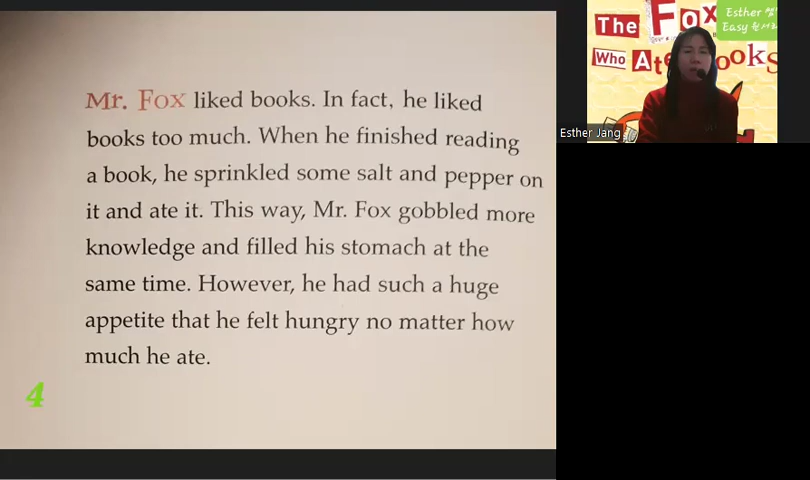 Mr. Fox liked books. In fact, he liked
books too much. When he finished reading
a book, he sprinkled some salt and pepper on
it and ate it. This way, Mr. Fox gobbled more
knowledge and filled his stomach at the
same time. However, he had such a huge
appetite that he felt hungry no matter how
much he ate.
4
The Fox
Who Ate ooks
Esther
Easy 원서
Esther Jang